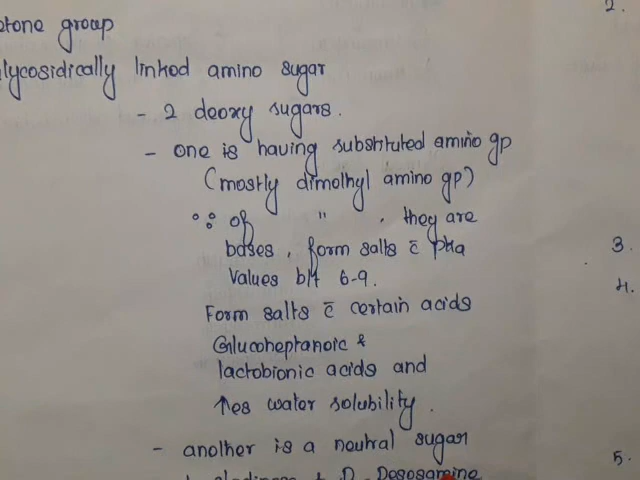 etone group
lycosidically linked amino sugar
- 2 deoxy sugars.
- one is having substituted amino gp
(mostly dimethyl amino gp)
∵ of " , they are
bases, form salts c̄ pka
values b/t 6-9.
Form salts c̄ certain acids
Glucoheptanoic &
lactobionic acids and
↑es water solubility.
- another is a neutral sugar
D-Desosamine
2.
3.
4.
5.